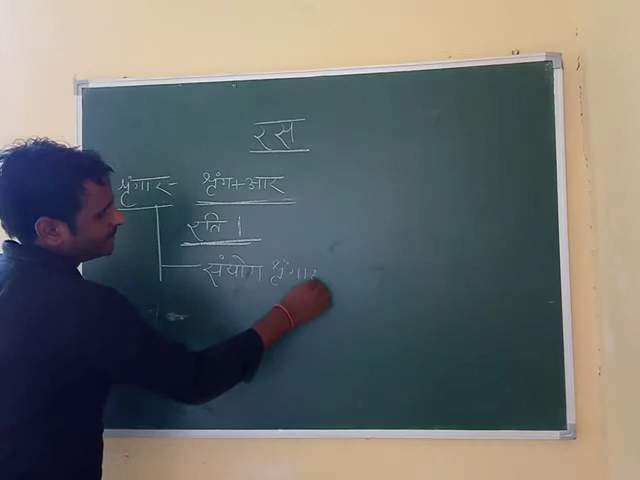 रस
श्रृंगार - श्रृंग + आर
रति ।
संयोग श्रृंगार